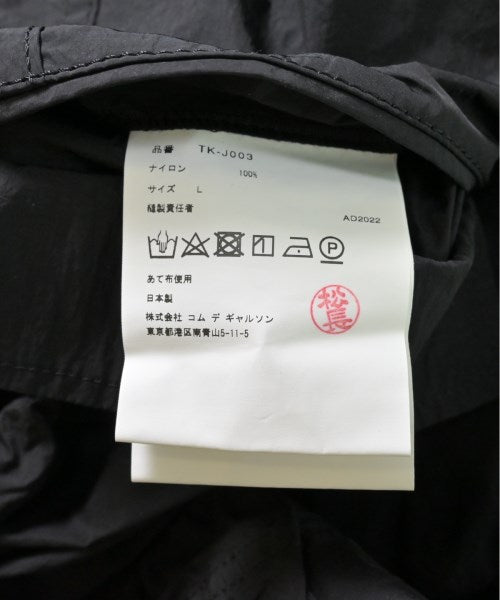 品番 TK-J003
ナイロン 100%
サイズ L
縫製責任者
AD2022
あて布使用
日本製
株式会社 コム デ ギャルソン
東京都港区南青山5-11-5
松長